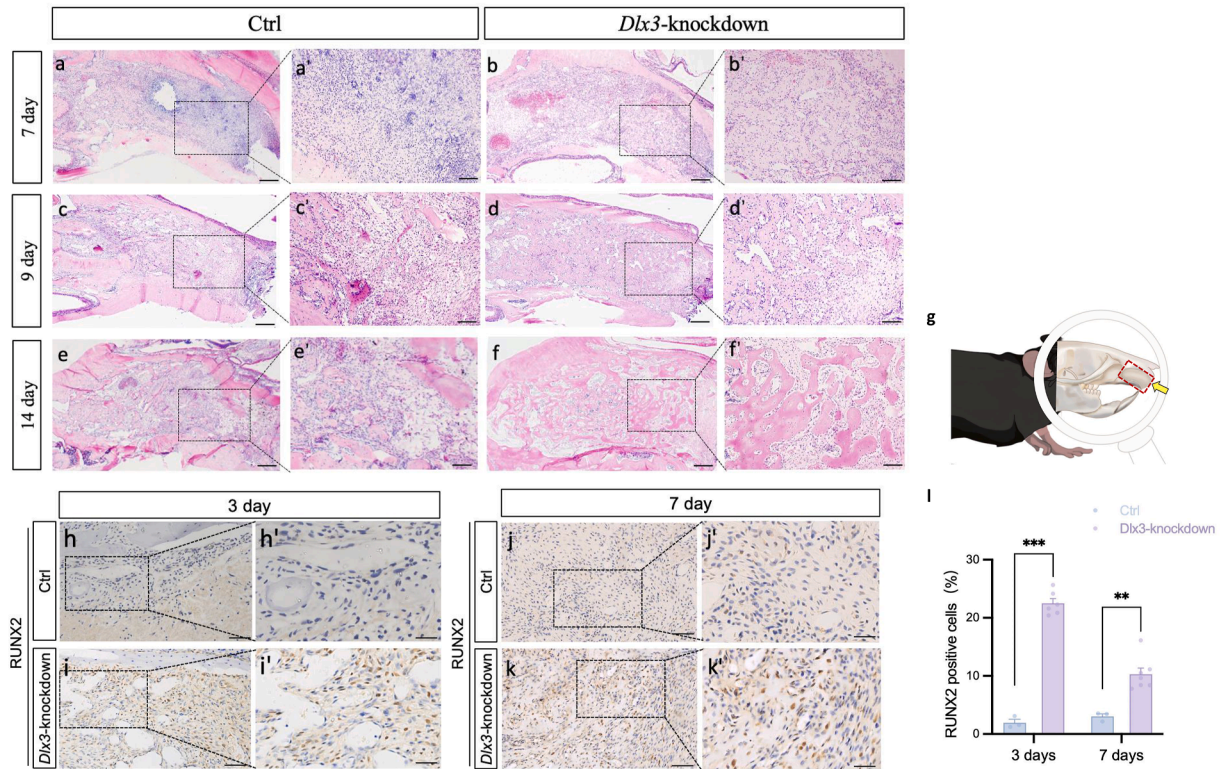 Ctrl
Dlx3-knockdown
7 day
a
a'
b
b'
9 day
c
c'
d
d'
14 day
e
e'
f
f'
g
3 day
7 day
RUNX2
Ctrl
h
h'
Dlx3-knockdown
i
i'
RUNX2
Ctrl
j
j'
Dlx3-knockdown
k
k'
l
Ctrl
Dlx3-knockdown
RUNX2 positive cells (%)
30
20
10
0
***
**
3 days
7 days